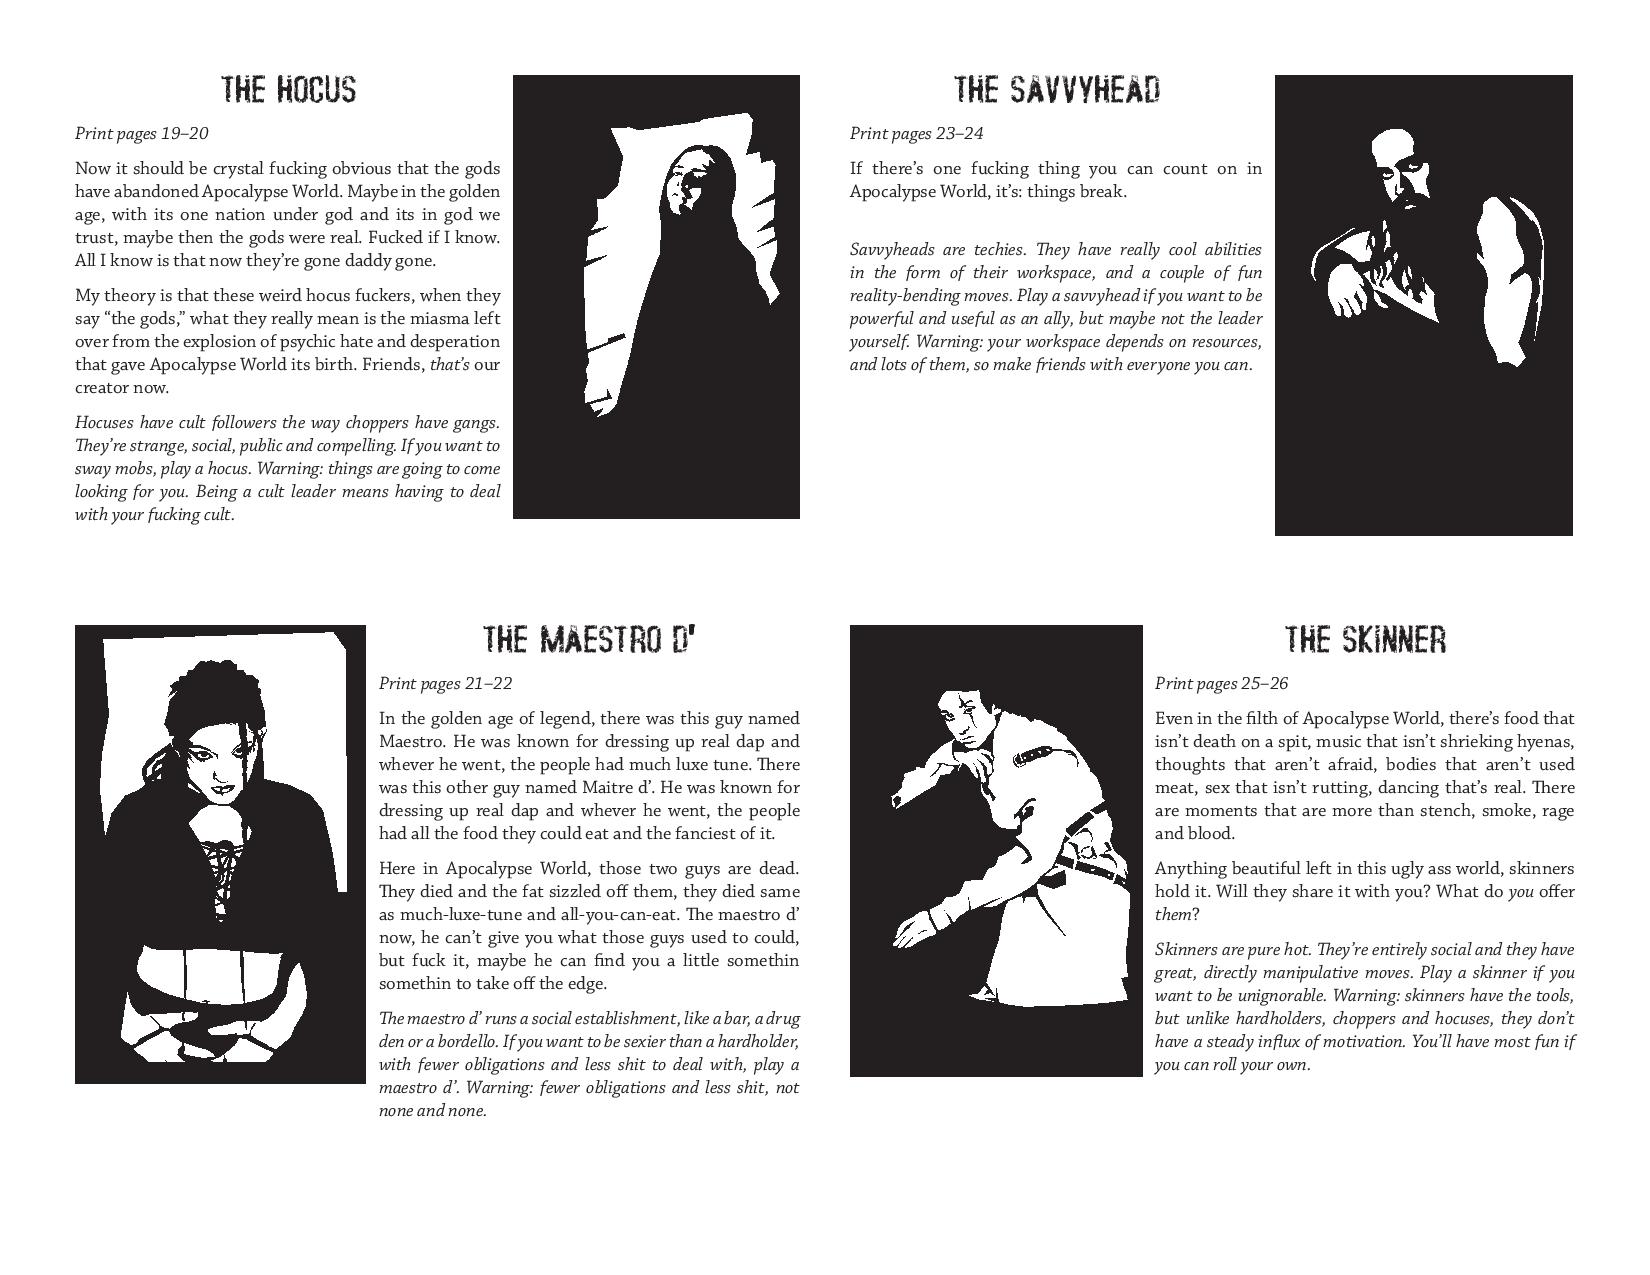 THE HOCUS
Print pages 19–20
Now it should be crystal fucking obvious that the gods
have abandoned Apocalypse World. Maybe in the golden
age, with its one nation under god and its in god we
trust, maybe then the gods were real. Fucked if I know.
All I know is that now they’re gone daddy gone.
My theory is that these weird hocus fuckers, when they
say “the gods,” what they really mean is the miasma left
over from the explosion of psychic hate and desperation
that gave Apocalypse World its birth. Friends, that’s our
creator now.
Hocuses have cult followers the way choppers have gangs.
They’re strange, social, public and compelling. If you want to
sway mobs, play a hocus. Warning: things are going to come
looking for you. Being a cult leader means having to deal
with your fucking cult.
THE SAVVYHEAD
Print pages 23–24
If there’s one fucking thing you can count on in
Apocalypse World, it’s: things break.
Savvyheads are techies. They have really cool abilities
in the form of their workspace, and a couple of fun
reality-bending moves. Play a savvyhead if you want to be
powerful and useful as an ally, but maybe not the leader
yourself. Warning: your workspace depends on resources,
and lots of them, so make friends with everyone you can.
THE MAESTRO D’
Print pages 21–22
In the golden age of legend, there was this guy named
Maestro. He was known for dressing up real dap and
whever he went, the people had much luxe tune. There
was this other guy named Maitre d’. He was known for
dressing up real dap and whever he went, the people
had all the food they could eat and the fanciest of it.
Here in Apocalypse World, those two guys are dead.
They died and the fat sizzled off them, they died same
as much-luxe-tune and all-you-can-eat. The maestro d’
now, he can’t give you what those guys used to could,
but fuck it, maybe he can find you a little somethin
somethin to take off the edge.
The maestro d’ runs a social establishment, like a bar, a drug
den or a bordello. If you want to be sexier than a hardholder,
with fewer obligations and less shit to deal with, play a
maestro d’. Warning: fewer obligations and less shit, not
none and none.
THE SKINNER
Print pages 25–26
Even in the filth of Apocalypse World, there’s food that
isn’t death on a spit, music that isn’t shrieking hyenas,
thoughts that aren’t afraid, bodies that aren’t used
meat, sex that isn’t rutting, dancing that’s real. There
are moments that are more than stench, smoke, rage
and blood.
Anything beautiful left in this ugly ass world, skinners
hold it. Will they share it with you? What do you offer
them?
Skinners are pure hot. They’re entirely social and they have
great, directly manipulative moves. Play a skinner if you
want to be unignorable. Warning: skinners have the tools,
but unlike hardholders, choppers and hocuses, they don’t
have a steady influx of motivation. You’ll have most fun if
you can roll your own.